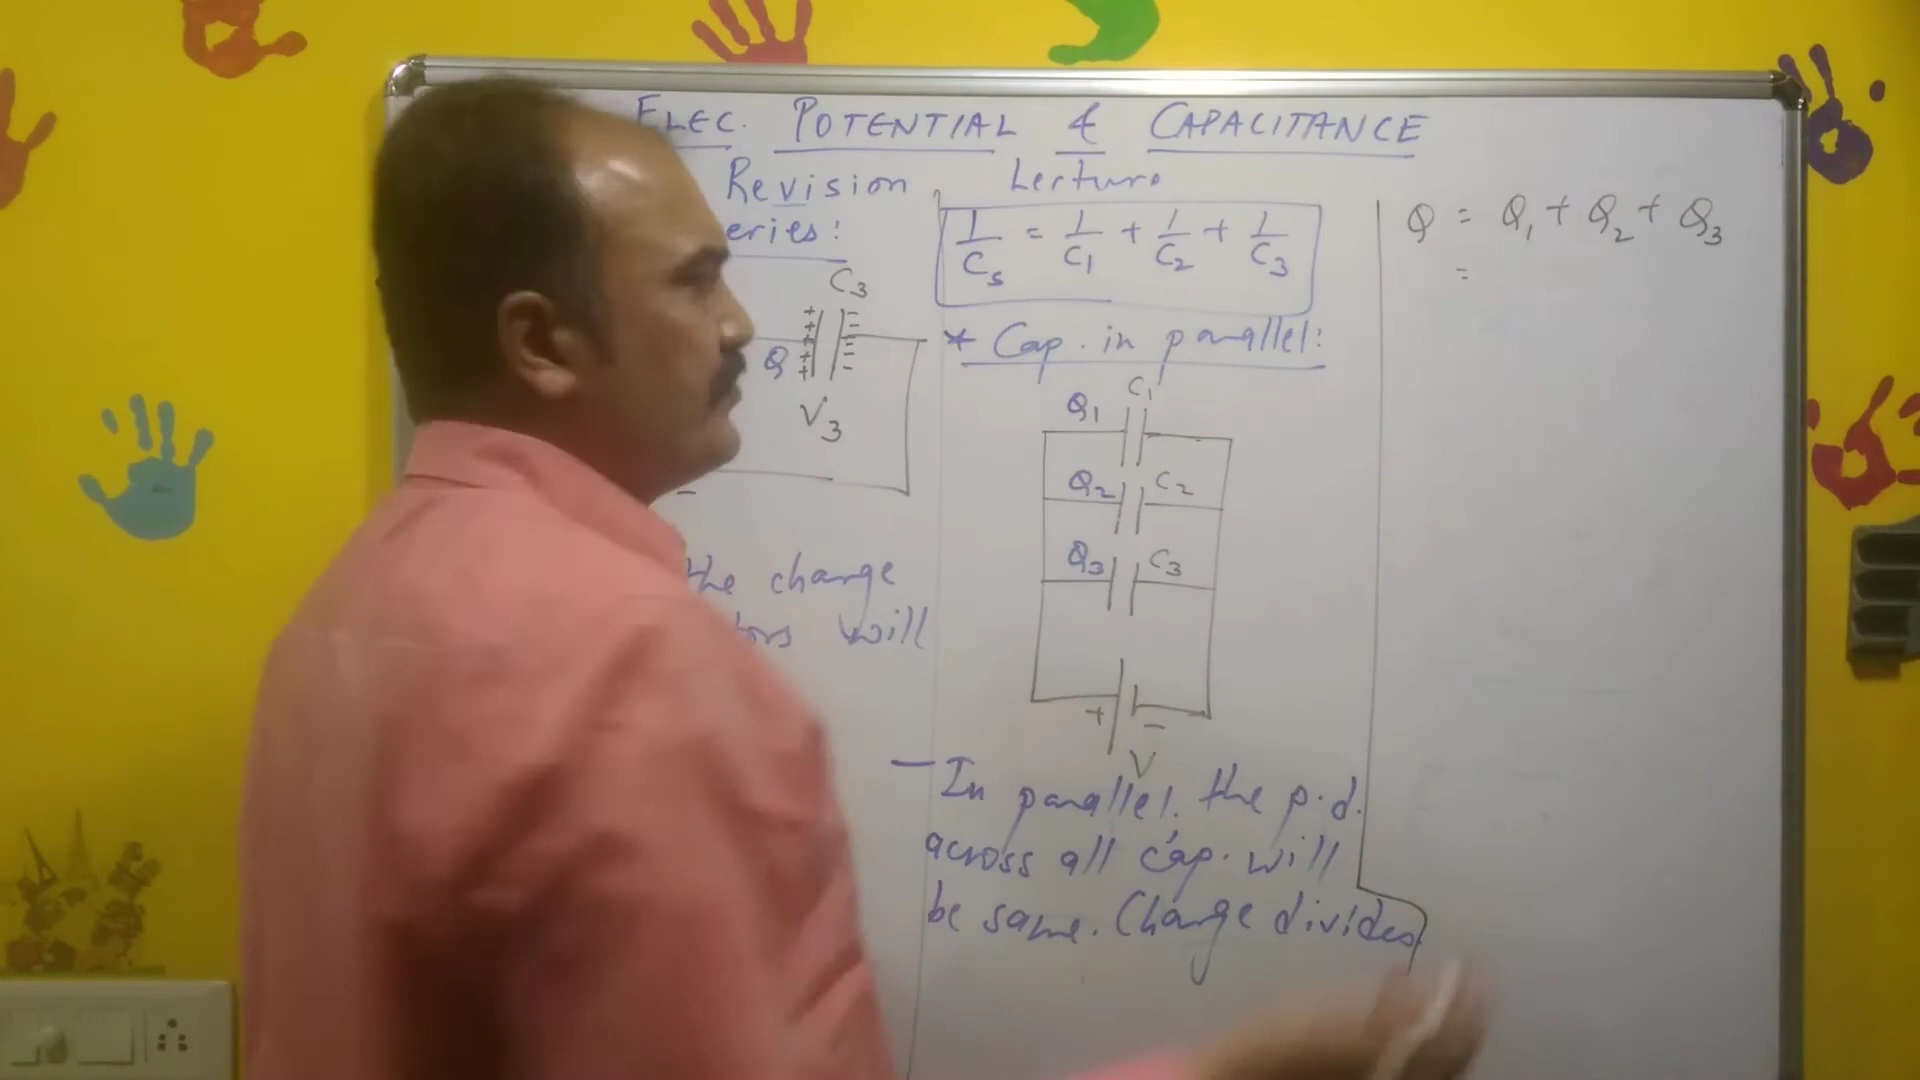 ELEC. POTENTIAL & CAPACITANCE
Revision Lecture
eries:
C3
+ + + + +
- - - - -
Q
V3
-
the charge
tors will
1/Cs = 1/C1 + 1/C2 + 1/C3
* Cap. in parallel:
C1
Q1
Q2 C2
Q3 C3
+ -
V
- In parallel, the p.d.
across all cap. will
be same. Charge divides
Q = Q1 + Q2 + Q3
=